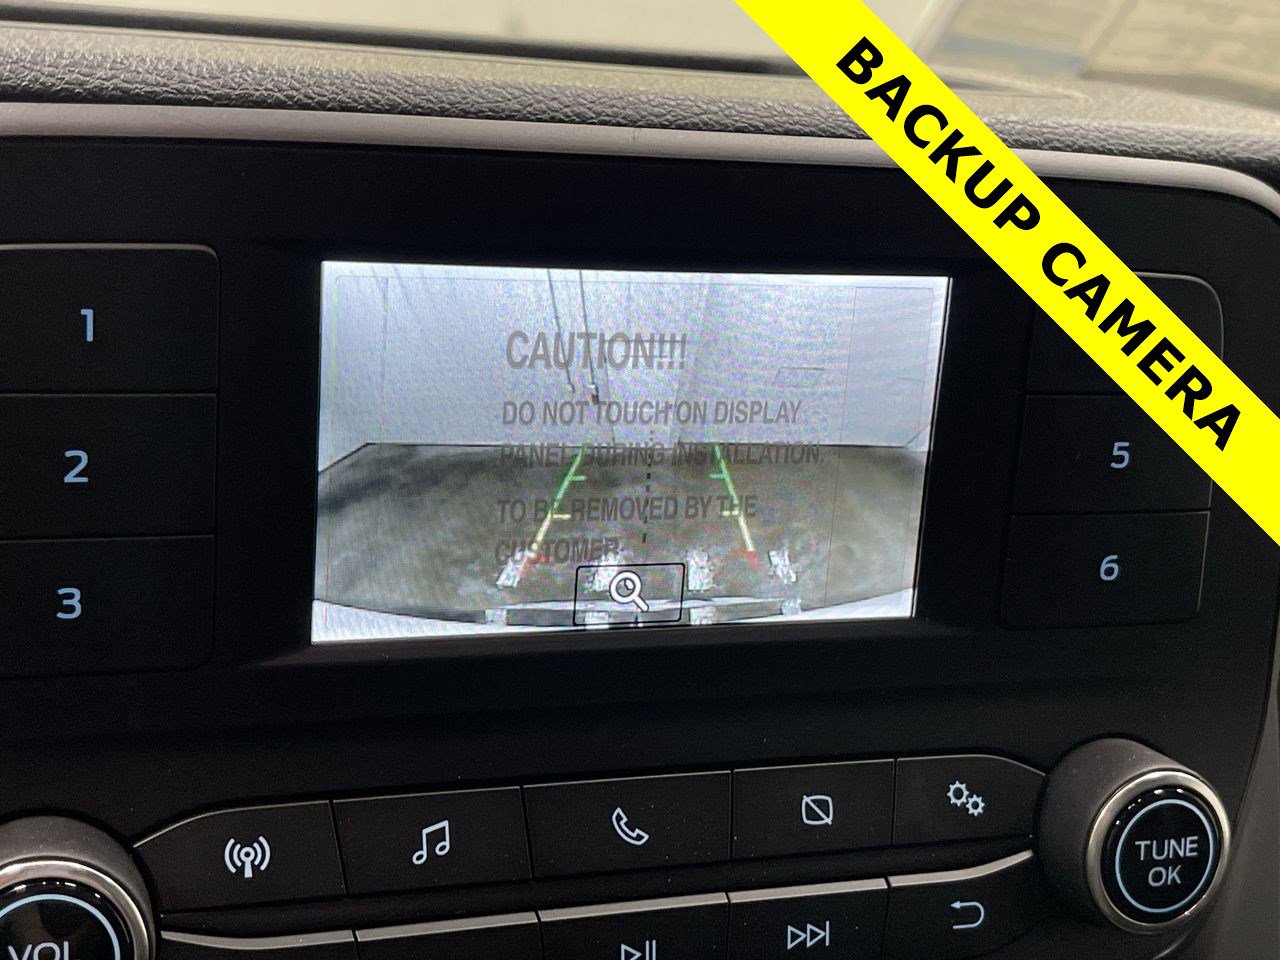 BACKUP CAMERA
1
2
3
CAUTION!!!
DO NOT TOUCH ON DISPLAY
PANEL DURING INSTALLATION.
TO BE REMOVED BY THE
CUSTOMER.
5
6
TUNE
OK
VOL